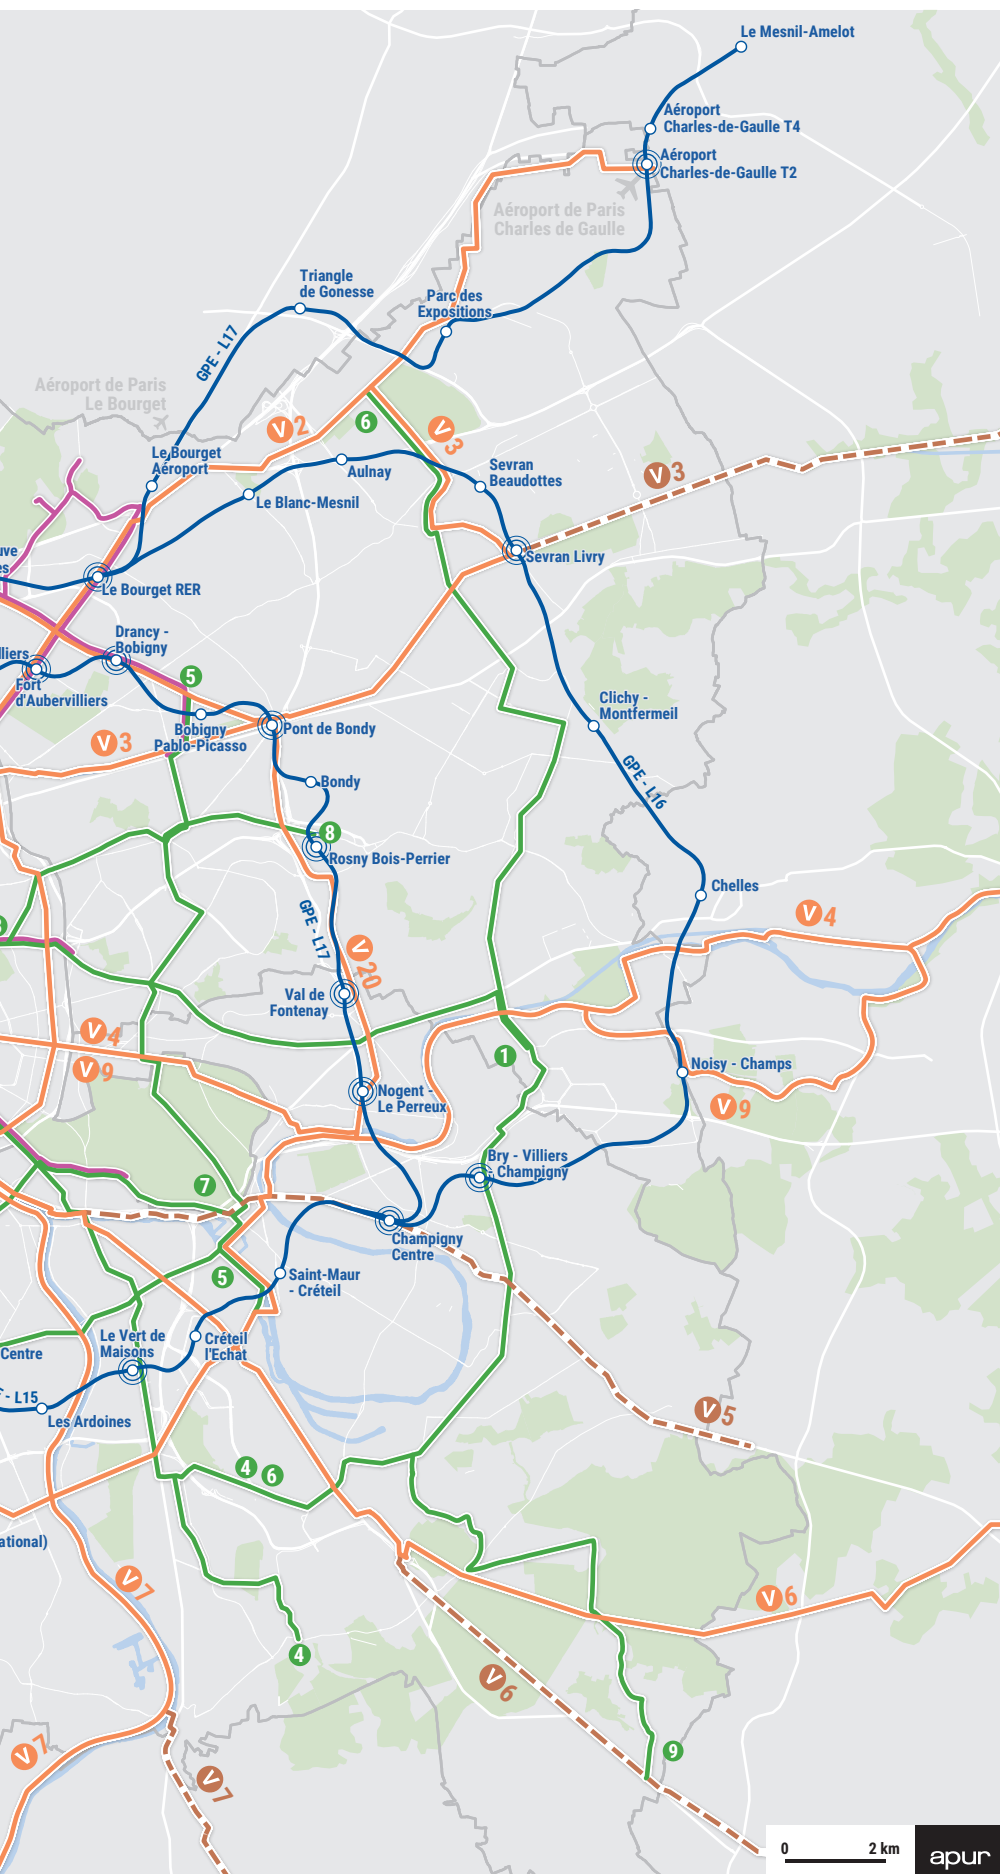 Le Mesnil-Amelot
Aéroport
Charles-de-Gaulle T4
Aéroport
Charles-de-Gaulle T2
Aéroport de Paris
Charles de Gaulle
Triangle
de Gonesse
Parc des
Expositions
GPE - L17
Aéroport de Paris
Le Bourget
V2
6
V3
Le Bourget
Aéroport
Aulnay
Sevran
Beaudottes
V3
Le Blanc-Mesnil
uve
es
Sevran Livry
Le Bourget RER
Drancy -
Bobigny
lliers
Fort
d'Aubervilliers
5
Clichy -
Montfermeil
Bobigny
Pablo-Picasso
Pont de Bondy
V3
GPE - L16
Bondy
8
Rosny Bois-Perrier
Chelles
GPE - L17
V4
V20
Val de
Fontenay
V4
V9
1
Noisy - Champs
Nogent -
Le Perreux
V9
Bry - Villiers
- Champigny
7
Champigny
Centre
5
Saint-Maur
- Créteil
Le Vert de
Maisons
Créteil
l'Echat
Centre
- L15
Les Ardoines
V5
4 6
ational)
V7
V6
4
V6
V7
9
V7
0 2 km
apur